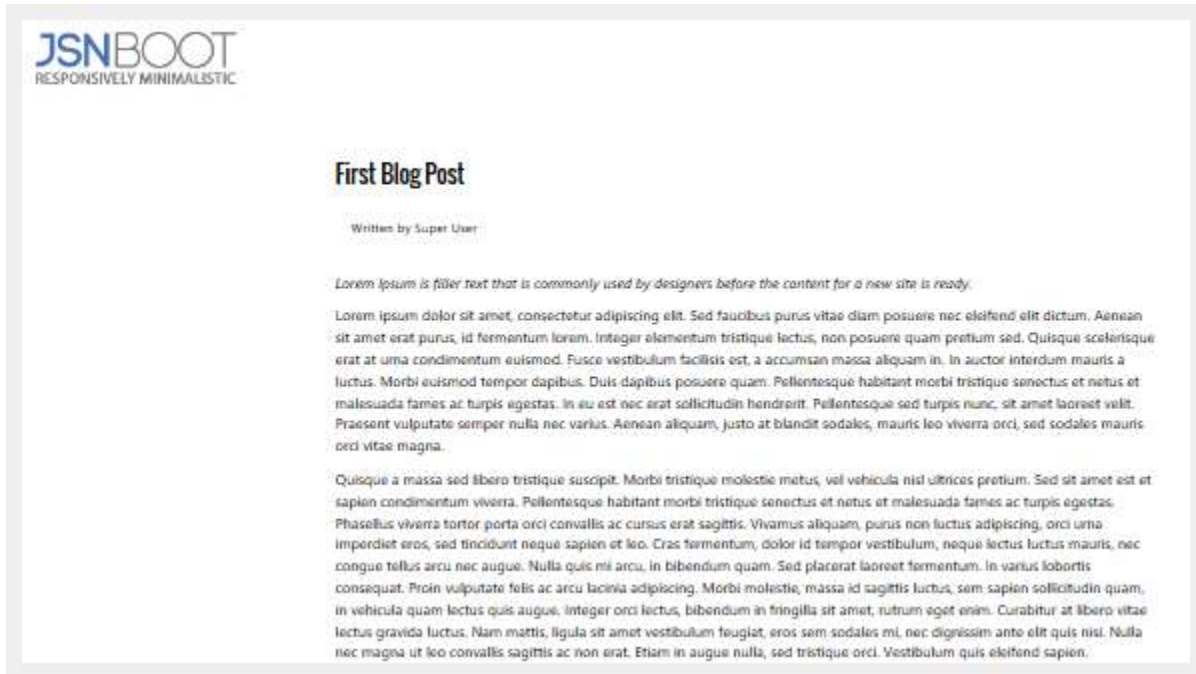 JSNBOOT
RESPONSIVELY MINIMALISTIC
First Blog Post
Written by Super User
Lorem Ipsum is filler text that is commonly used by designers before the content for a new site is ready.
Lorem ipsum dolor sit amet, consectetur adipiscing elit. Sed faucibus purus vitae diam posuere nec eleifend elit dictum. Aenean
sit amet erat purus, id fermentum lorem. Integer elementum tristique lectus, non posuere quam pretium sed. Quisque scelerisque
erat at urna condimentum euismod. Fusce vestibulum facilisis est, a accumsan massa aliquam in. In auctor interdum mauris a
luctus. Morbi euismod tempor dapibus. Duis dapibus posuere quam. Pellentesque habitant morbi tristique senectus et netus et
malesuada fames ac turpis egestas. In eu est nec erat sollicitudin hendrerit. Pellentesque sed turpis nunc, sit amet laoreet velit.
Praesent vulputate semper nulla nec varius. Aenean aliquam, justo at blandit sodales, mauris leo viverra orci, sed sodales mauris
orci vitae magna.
Quisque a massa sed libero tristique suscipit. Morbi tristique molestie metus, vel vehicula nisl ultrices pretium. Sed sit amet est et
sapien condimentum viverra. Pellentesque habitant morbi tristique senectus et netus et malesuada fames ac turpis egestas.
Phasellus viverra tortor porta orci convallis ac cursus erat sagittis. Vivamus aliquam, purus non luctus adipiscing, orci urna
imperdiet eros, sed tincidunt neque sapien et leo. Cras fermentum, dolor id tempor vestibulum, neque lectus luctus mauris, nec
congue tellus arcu nec augue. Nulla quis mi arcu, in bibendum quam. Sed placerat laoreet fermentum. In varius lobortis
consequat. Proin vulputate felis ac arcu lacinia adipiscing. Morbi molestie, massa id sagittis luctus, sem sapien sollicitudin quam,
in vehicula quam lectus quis augue. Integer orci lectus, bibendum in fringilla sit amet, rutrum eget enim. Curabitur at libero vitae
lectus gravida luctus. Nam mattis, ligula sit amet vestibulum feugiat, eros sem sodales mi, nec dignissim ante elit quis nisi. Nulla
nec magna ut leo convallis sagittis ac non erat. Etiam in augue nulla, sed tristique orci. Vestibulum quis eleifend sapien.